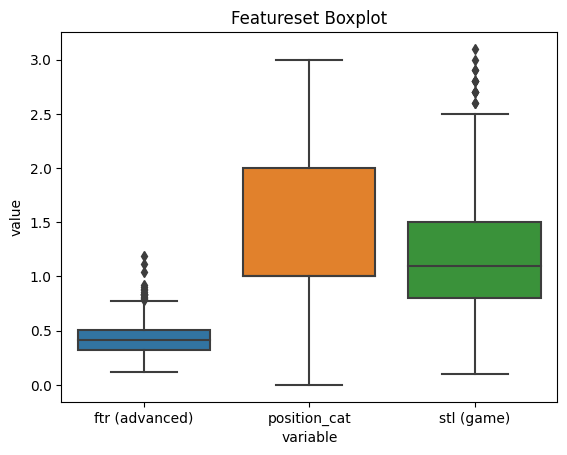 Featureset Boxplot
value
3.0
2.5
2.0
1.5
1.0
0.5
0.0
ftr (advanced) position_cat stl (game)
variable